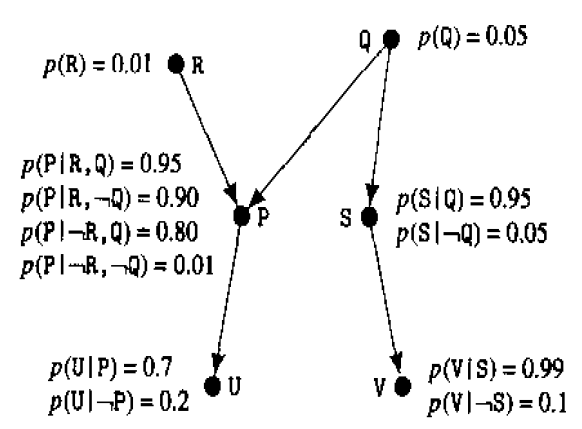 p(R) = 0.01
R
Q
p(Q) = 0.05
p(P|R,Q) = 0.95
p(P|R,¬Q) = 0.90
p(P|¬R,Q) = 0.80
p(P|¬R,¬Q) = 0.01
P
S
p(S|Q) = 0.95
p(S|¬Q) = 0.05
p(U|P) = 0.7
p(U|¬P) = 0.2
U
V
p(V|S) = 0.99
p(V|¬S) = 0.1